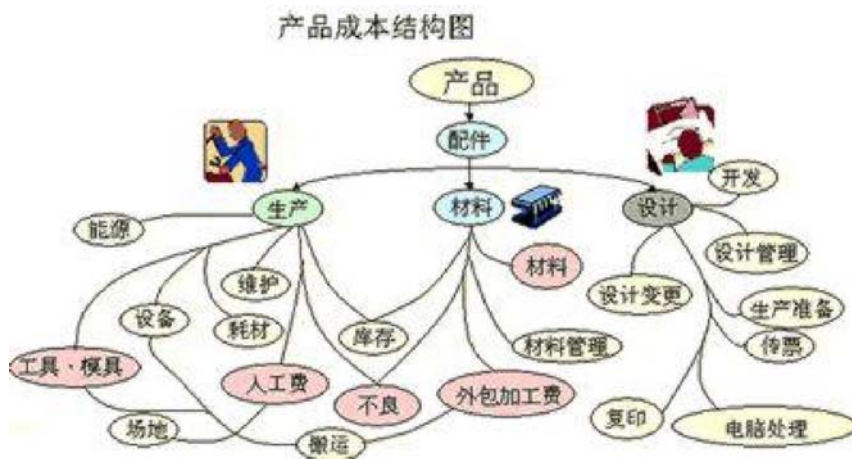 产品成本结构图
产品
配件
生产
材料
设计
开发
能源
设计管理
材料
维护
设计变更
设备
生产准备
耗材
库存
传票
材料管理
工具·模具
人工费
不良
外包加工费
复印
电脑处理
场地
搬运